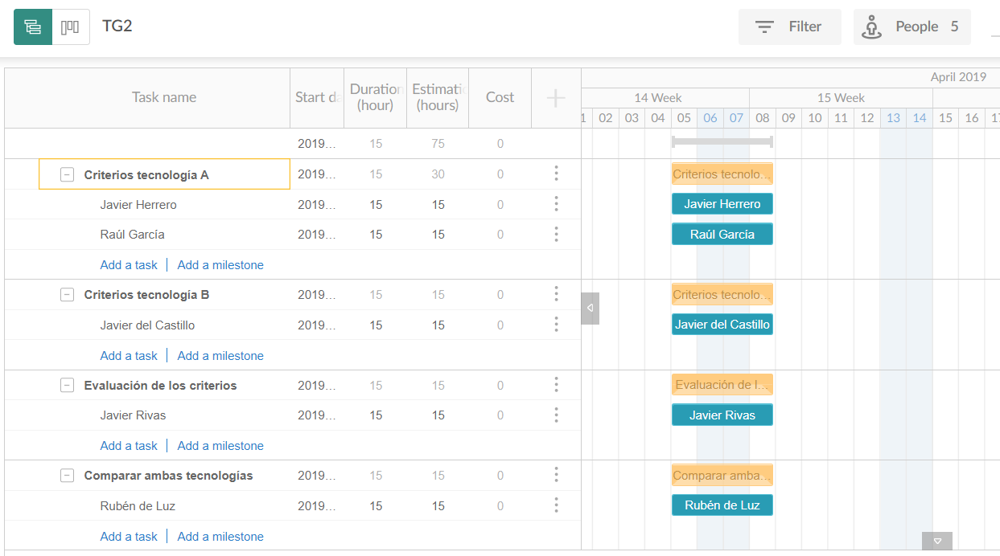 TG2 Filter People 5
April 2019
Task name Start da Duration (hour) Estimatio (hours) Cost
14 Week 15 Week
1 02 03 04 05 06 07 08 09 10 11 12 13 14 15 16 17
2019... 15 75 0
Criterios tecnología A 2019... 15 30 0 Criterios tecnolo...
Javier Herrero 2019... 15 15 0 Javier Herrero
Raúl García 2019... 15 15 0 Raúl García
Add a task | Add a milestone
Criterios tecnología B 2019... 15 15 0 Criterios tecnolo...
Javier del Castillo 2019... 15 15 0 Javier del Castillo
Add a task | Add a milestone
Evaluación de los criterios 2019... 15 15 0 Evaluación de l...
Javier Rivas 2019... 15 15 0 Javier Rivas
Add a task | Add a milestone
Comparar ambas tecnologías 2019... 15 15 0 Comparar amba...
Rubén de Luz 2019... 15 15 0 Rubén de Luz
Add a task | Add a milestone